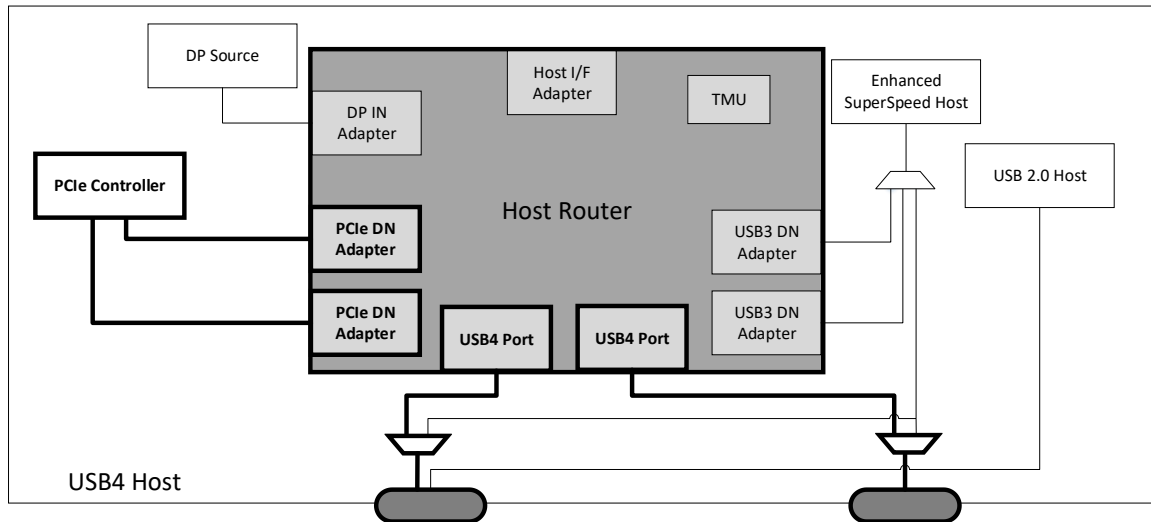 DP Source
Host I/F
Adapter
TMU
Enhanced
SuperSpeed Host
DP IN
Adapter
PCIe Controller
USB 2.0 Host
Host Router
PCIe DN
Adapter
USB3 DN
Adapter
PCIe DN
Adapter
USB4 Port
USB4 Port
USB3 DN
Adapter
USB4 Host